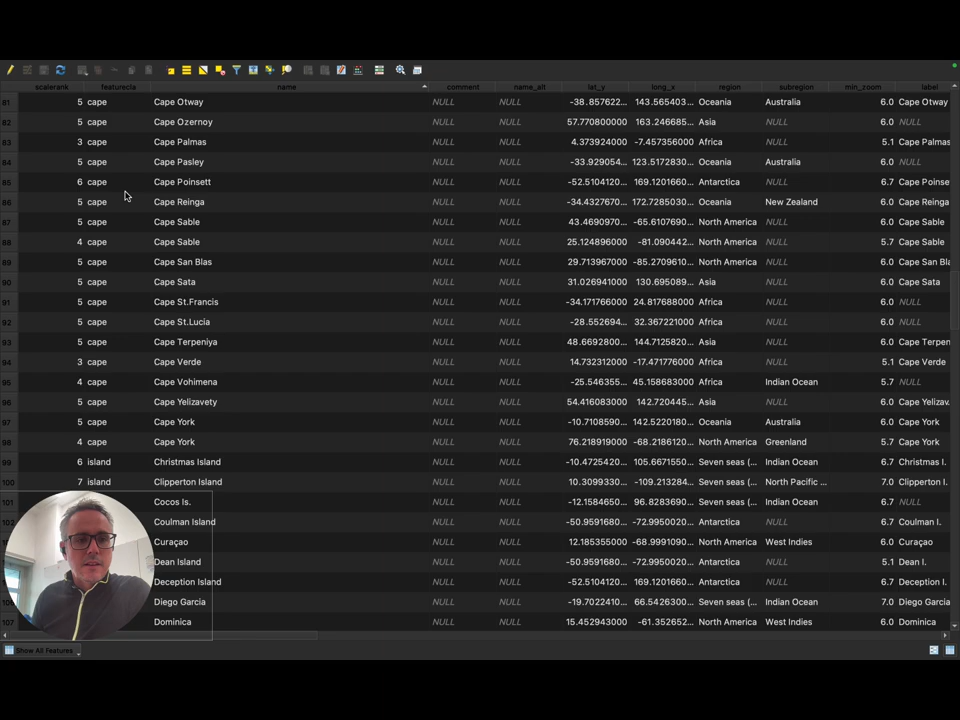 scalerank featurecla name comment name_alt lat_y long_x region subregion min_zoom label
81 5 cape Cape Otway NULL NULL -38.857622... 143.565403... Oceania Australia 6.0 Cape Otway
82 5 cape Cape Ozernoy NULL NULL 57.770800000 163.246685... Asia NULL 6.0 NULL
83 3 cape Cape Palmas NULL NULL 4.373924000 -7.457356000 Africa NULL 5.1 Cape Palmas
84 5 cape Cape Pasley NULL NULL -33.929054... 123.5172830... Oceania Australia 6.0 NULL
85 6 cape Cape Poinsett NULL NULL -52.5104120... 169.1201660... Antarctica NULL 6.7 Cape Poinse
86 5 cape Cape Reinga NULL NULL -34.4327670... 172.7285030... Oceania New Zealand 6.0 Cape Reinga
87 5 cape Cape Sable NULL NULL 43.4690970... -65.6107690... North America NULL 6.0 Cape Sable
88 4 cape Cape Sable NULL NULL 25.124896000 -81.090442... North America NULL 5.7 Cape Sable
89 5 cape Cape San Blas NULL NULL 29.713967000 -85.2709610... North America NULL 6.0 Cape San Bla
90 5 cape Cape Sata NULL NULL 31.026941000 130.695089... Asia NULL 6.0 Cape Sata
91 5 cape Cape St.Francis NULL NULL -34.171766000 24.817688000 Africa NULL 6.0 NULL
92 5 cape Cape St.Lucia NULL NULL -28.552694... 32.367221000 Africa NULL 6.0 NULL
93 5 cape Cape Terpeniya NULL NULL 48.6692800... 144.7125820... Asia NULL 6.0 Cape Terpen
94 3 cape Cape Verde NULL NULL 14.732312000 -17.471776000 Africa NULL 5.1 Cape Verde
95 4 cape Cape Vohimena NULL NULL -25.546355... 45.158683000 Africa Indian Ocean 5.7 NULL
96 5 cape Cape Yelizavety NULL NULL 54.416083000 142.720445... Asia NULL 6.0 Cape Yelizav
97 5 cape Cape York NULL NULL -10.7108590... 142.5220180... Oceania Australia 6.0 Cape York
98 4 cape Cape York NULL NULL 76.218919000 -68.2186120... North America Greenland 5.7 Cape York
99 6 island Christmas Island NULL NULL -10.4725420... 105.6671550... Seven seas (... Indian Ocean 6.7 Christmas I.
100 7 island Clipperton Island NULL NULL 10.3099330... -109.213284... Seven seas (... North Pacific ... 7.0 Clipperton I.
101 Cocos Is. NULL NULL -12.1584650... 96.8283690... Seven seas (... Indian Ocean 6.7 NULL
102 Coulman Island NULL NULL -50.9591680... -72.9950020... Antarctica NULL 6.7 Coulman I.
Curaçao NULL NULL 12.185355000 -68.9991090... North America West Indies 6.0 Curaçao
Dean Island NULL NULL -50.9591680... -72.9950020... Antarctica NULL 5.1 Dean I.
Deception Island NULL NULL -52.5104120... 169.1201660... Antarctica NULL 6.7 Deception I.
Diego Garcia NULL NULL -19.7022410... 66.5426300... Seven seas (... Indian Ocean 7.0 Diego Garcia
107 Dominica NULL NULL 15.452943000 -61.352652... North America West Indies 6.0 Dominica
Show All Features